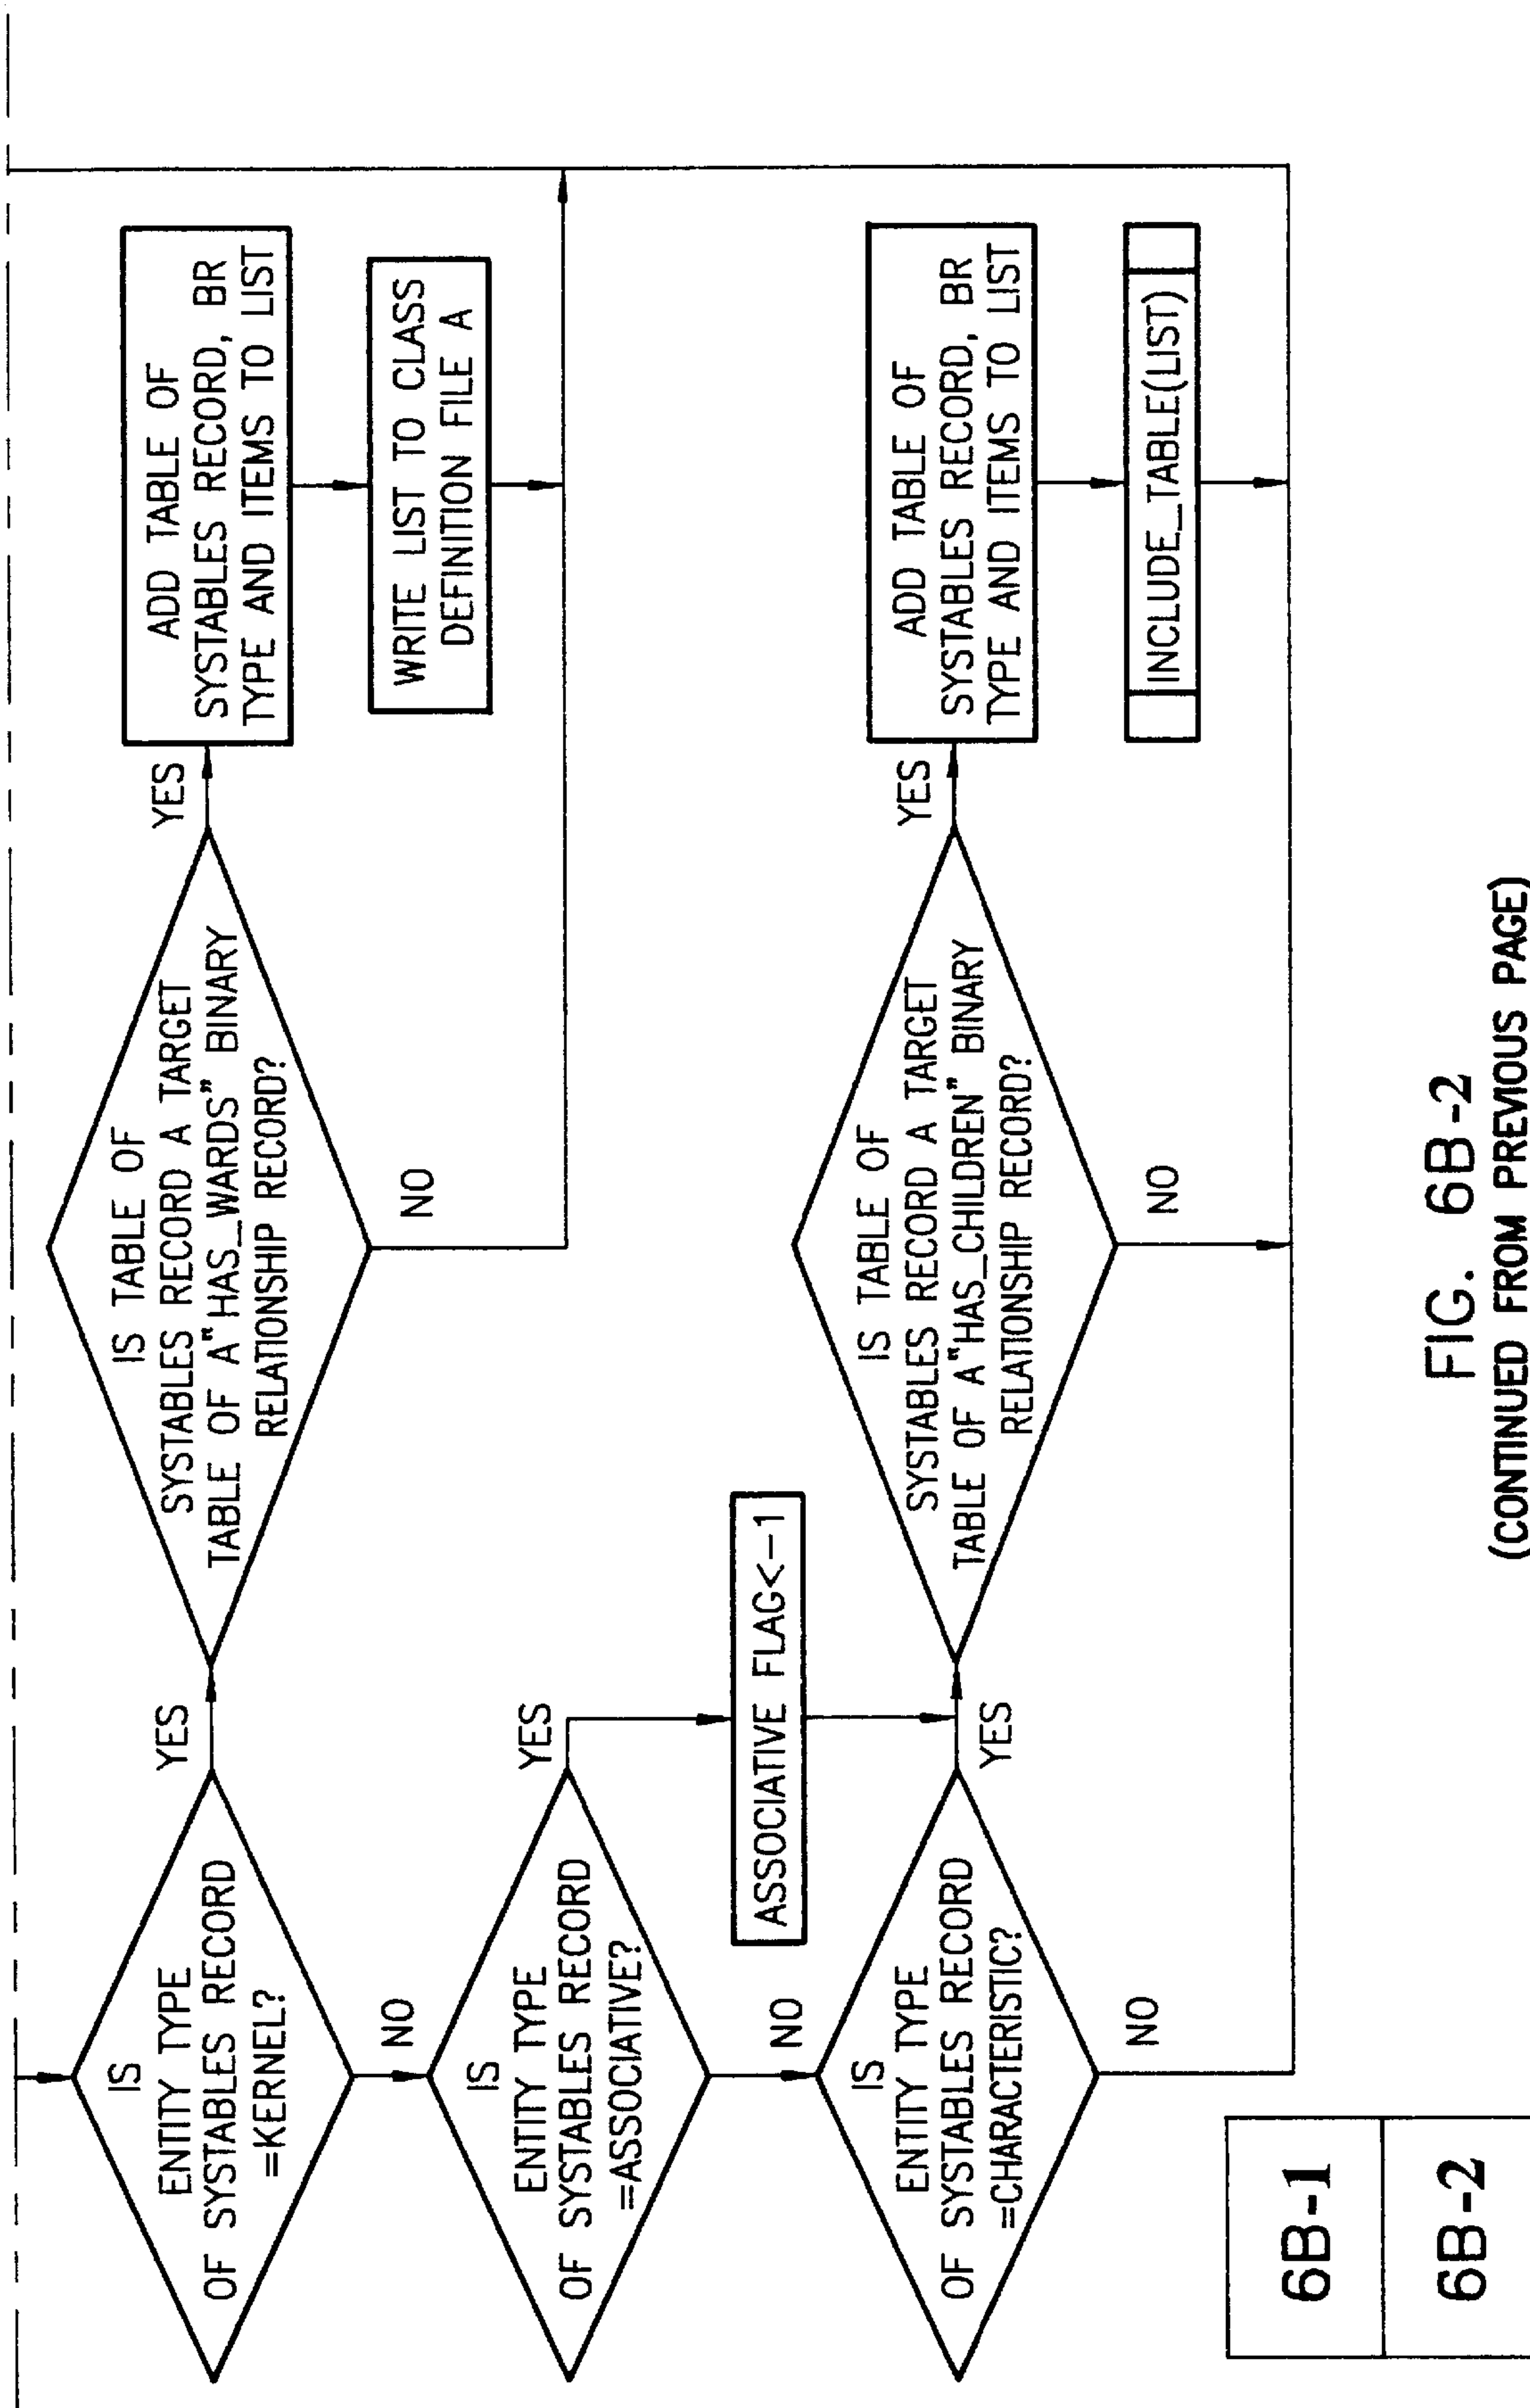 IS
ENTITY TYPE
OF SYSTABLES RECORD
=KERNEL?
YES
NO
IS TABLE OF
SYSTABLES RECORD A TARGET
TABLE OF A "HAS_WARDS" BINARY
RELATIONSHIP RECORD?
YES
NO
ADD TABLE OF
SYSTABLES RECORD, BR
TYPE AND ITEMS TO LIST
WRITE LIST TO CLASS
DEFINITION FILE A
IS
ENTITY TYPE
OF SYSTABLES RECORD
=ASSOCIATIVE?
YES
NO
ASSOCIATIVE FLAG<-1
IS
ENTITY TYPE
OF SYSTABLES RECORD
=CHARACTERISTIC?
YES
NO
IS TABLE OF
SYSTABLES RECORD A TARGET
TABLE OF A "HAS_CHILDREN" BINARY
RELATIONSHIP RECORD?
YES
NO
ADD TABLE OF
SYSTABLES RECORD, BR
TYPE AND ITEMS TO LIST
INCLUDE_TABLE(LIST)
6B-1
6B-2
FIG. 6B-2
(CONTINUED FROM PREVIOUS PAGE)